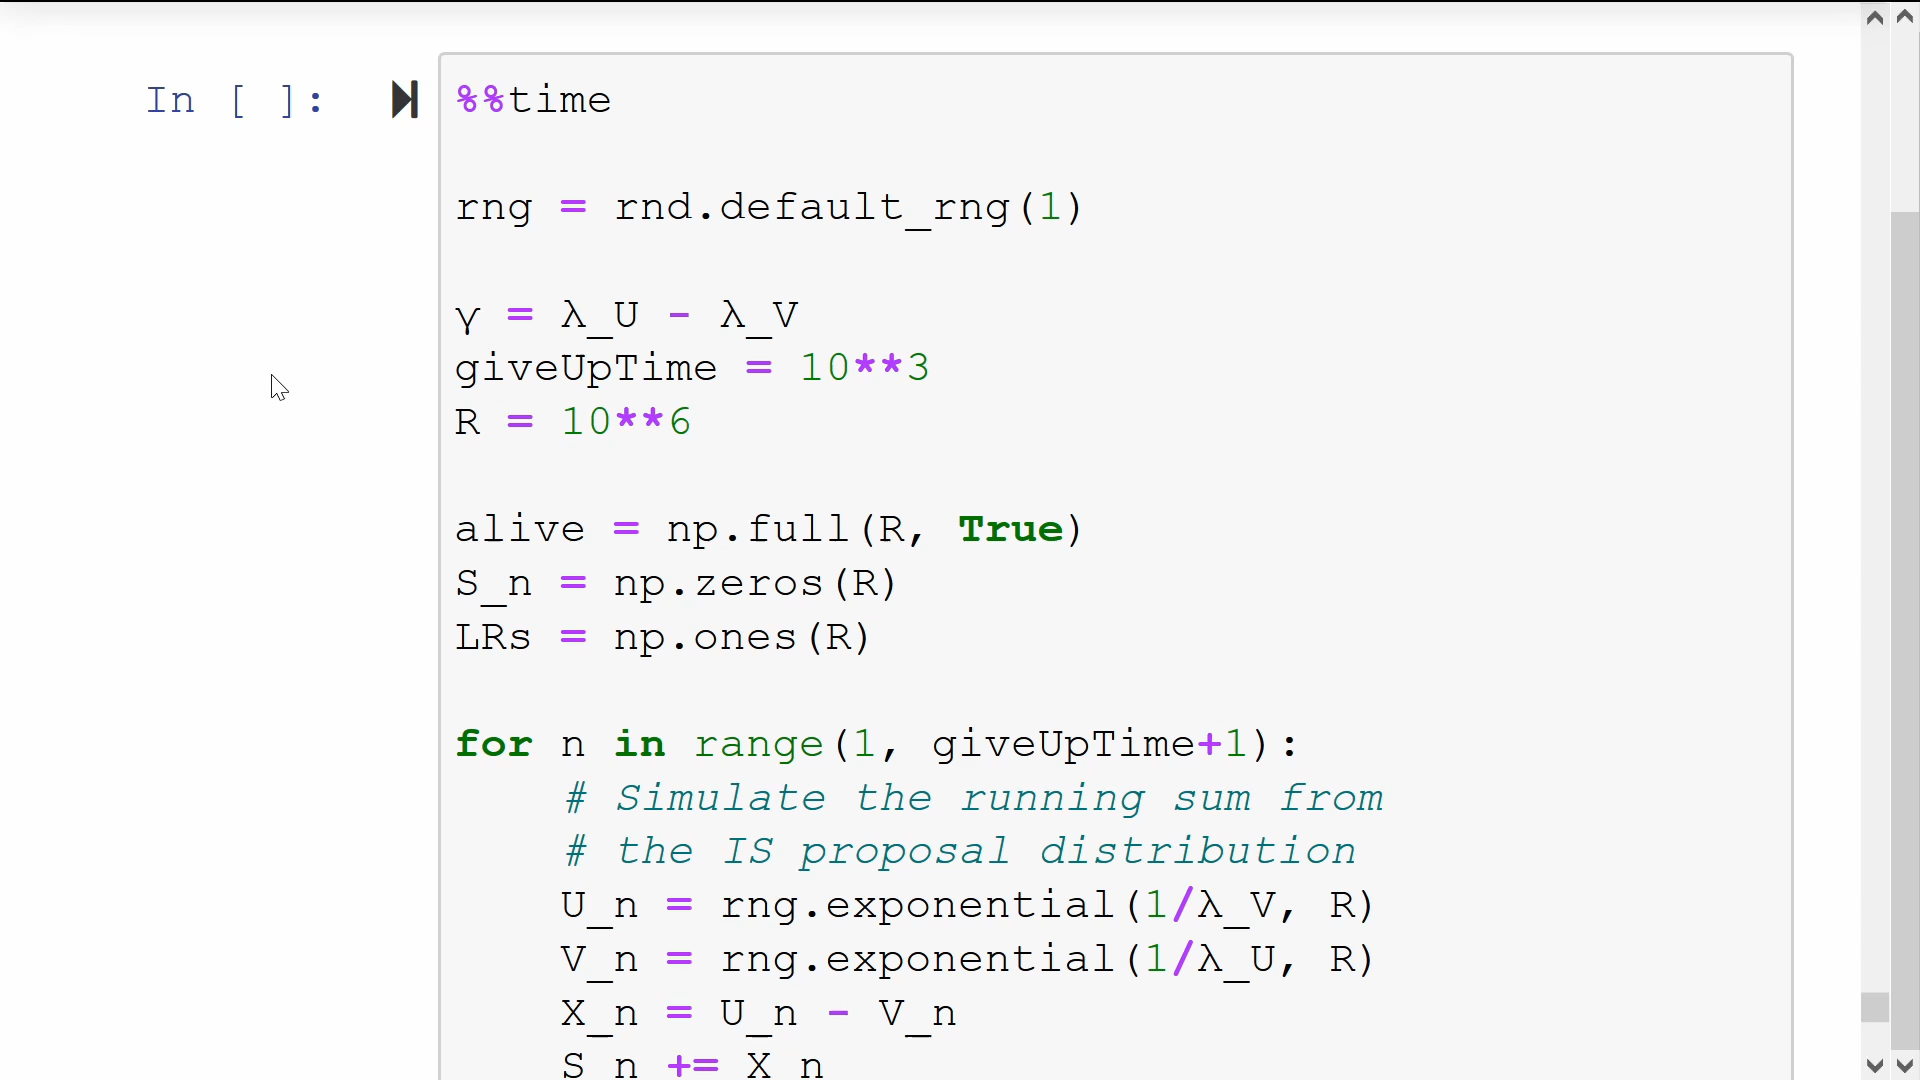 In [ ]:
%%time
rng = rnd.default_rng(1)
γ = λ_U - λ_V
giveUpTime = 10**3
R = 10**6
alive = np.full(R, True)
S_n = np.zeros(R)
LRs = np.ones(R)
for n in range(1, giveUpTime+1):
    # Simulate the running sum from
    # the IS proposal distribution
    U_n = rng.exponential(1/λ_V, R)
    V_n = rng.exponential(1/λ_U, R)
    X_n = U_n - V_n
    S_n += X_n